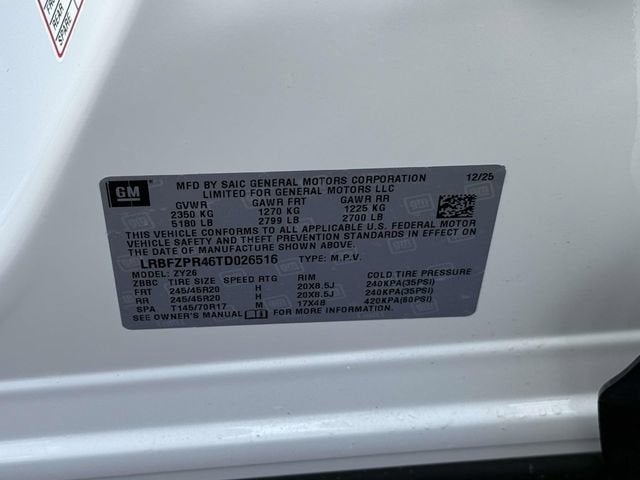 REAR
SPARE
GM
MFD BY SAIC GENERAL MOTORS CORPORATION 12/25
LIMITED FOR GENERAL MOTORS LLC
GVWR GAWR FRT GAWR RR
2350 KG 1270 KG 1225 KG
5180 LB 2799 LB 2700 LB
THIS VEHICLE CONFORMS TO ALL APPLICABLE U.S. FEDERAL MOTOR
VEHICLE SAFETY AND THEFT PREVENTION STANDARDS IN EFFECT ON THE
DATE OF MANUFACTURE SHOWN ABOVE.
LRBFZPR46TD026516 TYPE: M.P.V.
MODEL: ZY26
ZBBC TIRE SIZE SPEED RTG RIM COLD TIRE PRESSURE
FRT 245/45R20 H 20X8.5J 240KPA(35PSI)
RR 245/45R20 H 20X8.5J 240KPA(35PSI)
SPA T145/70R17 M 17X4B 420KPA(60PSI)
SEE OWNER'S MANUAL FOR MORE INFORMATION